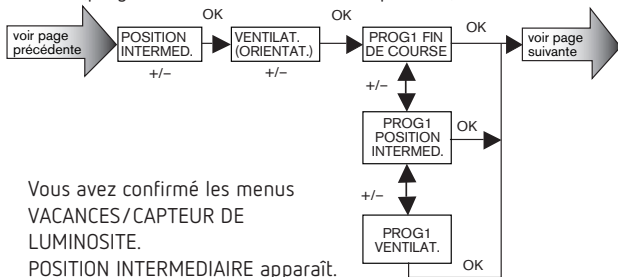 OK
OK
voir page
précédente
POSITION
INTERMED.
+/–
VENTILAT.
(ORIENTAT.)
+/–
PROG1 FIN
DE COURSE
OK
voir page
suivante
+/–
PROG1
POSITION
INTERMED.
OK
+/–
PROG1
VENTILAT.
OK
Vous avez confirmé les menus
VACANCES/CAPTEUR DE
LUMINOSITE.
POSITION INTERMEDIAIRE apparaît.